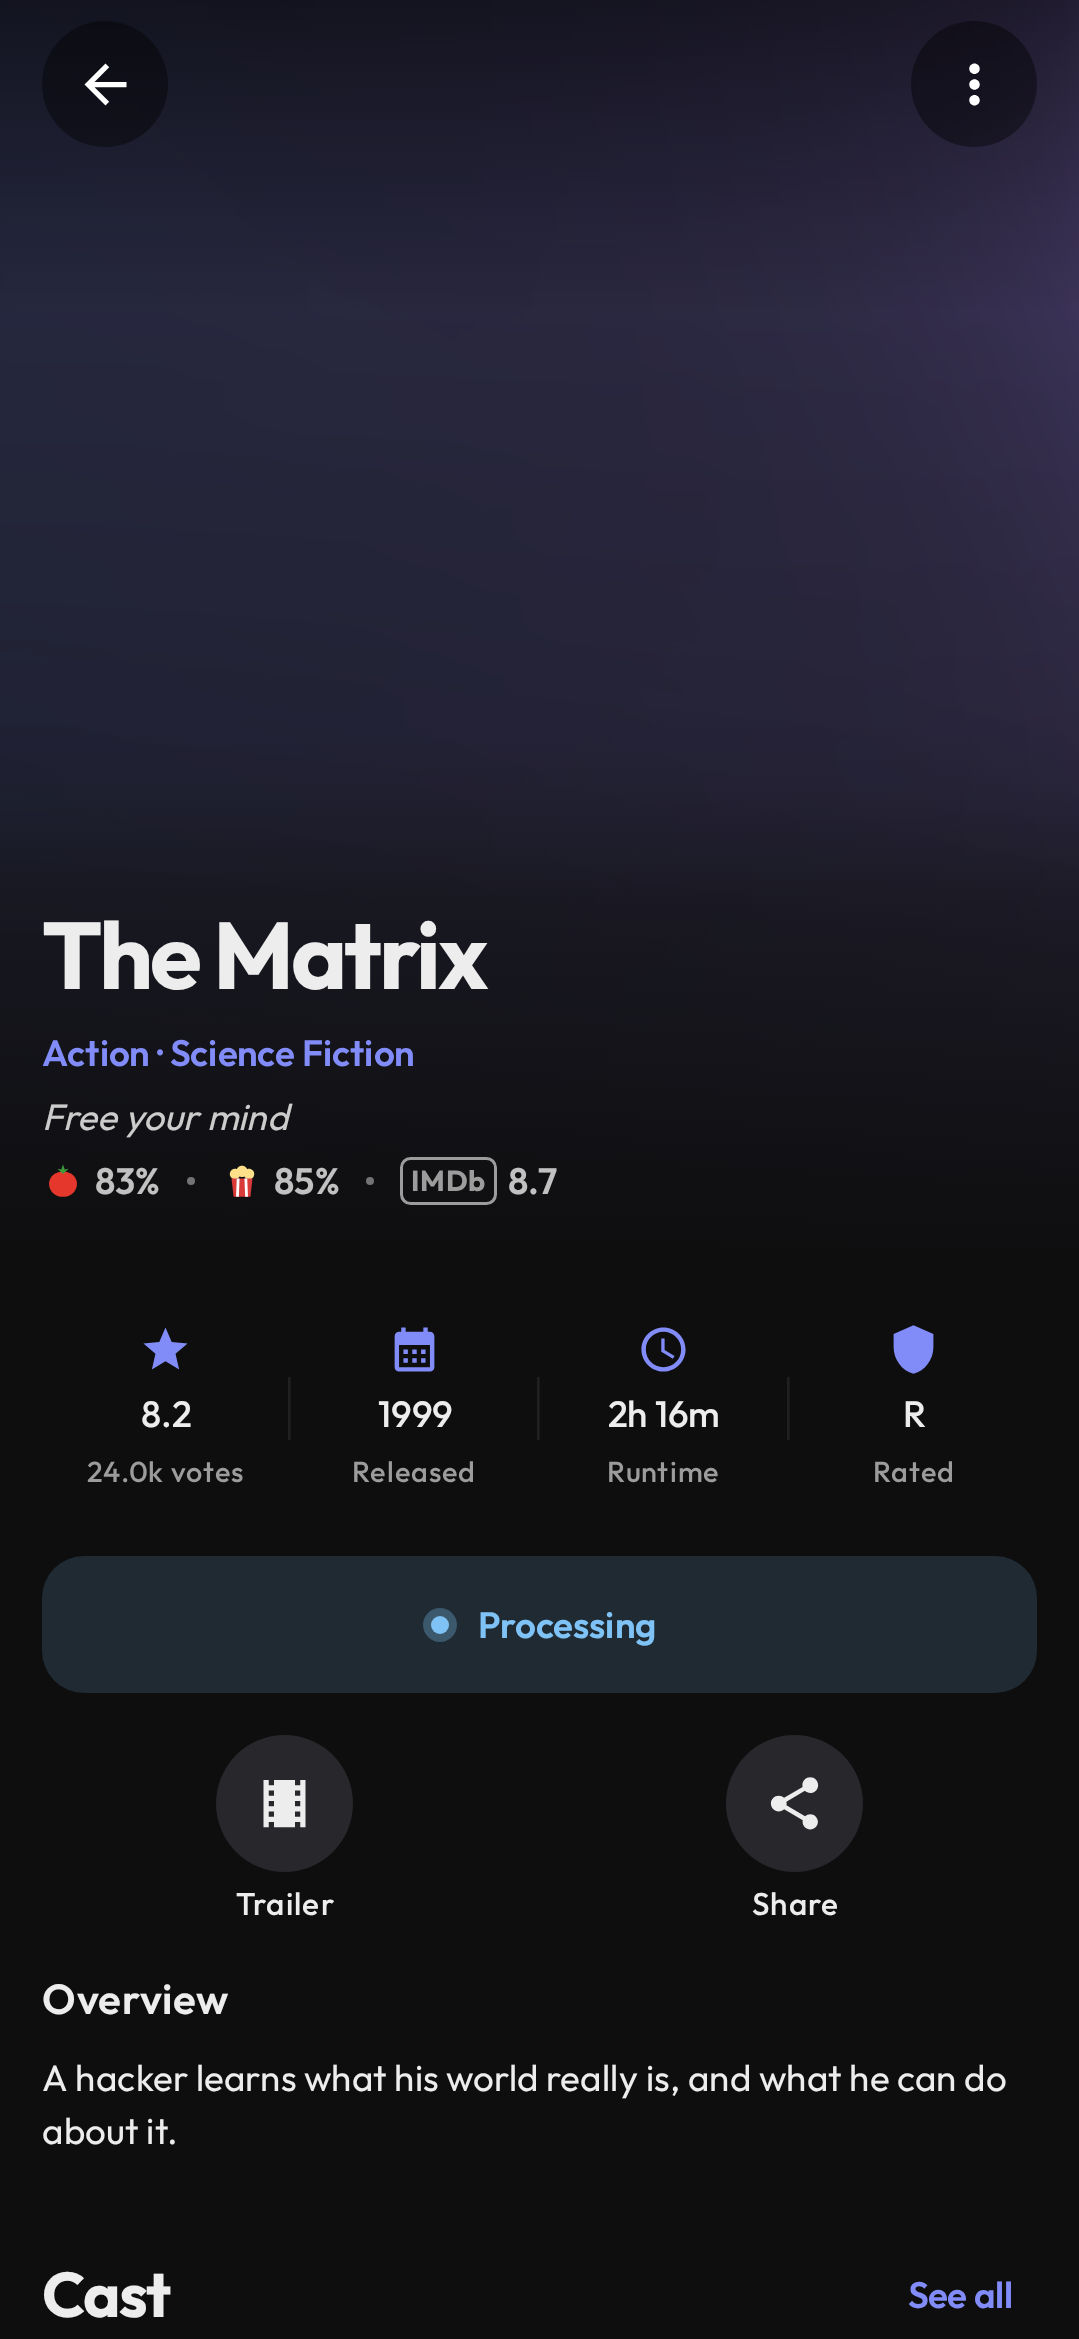 The Matrix
Action · Science Fiction
Free your mind
83% • 85% • IMDb 8.7
8.2 1999 2h 16m R
24.0k votes Released Runtime Rated
Processing
Trailer Share
Overview
A hacker learns what his world really is, and what he can do
about it.
Cast See all